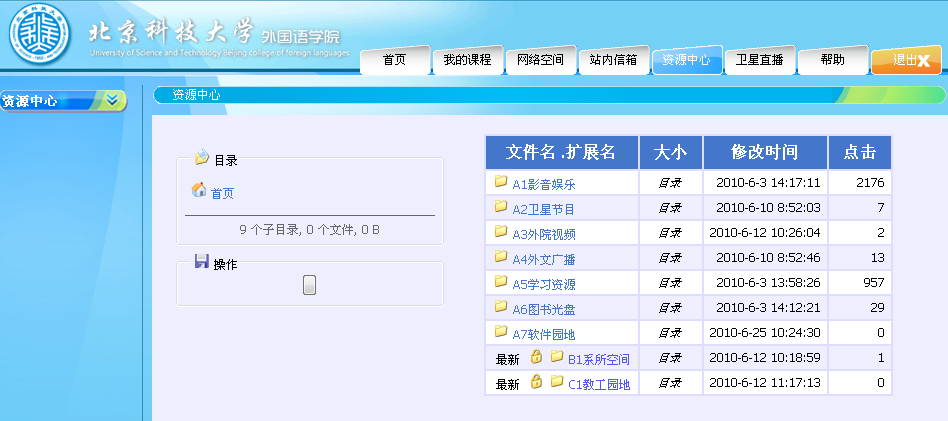 北京科技大学 外国语学院
University of Science and Technology Beijing college of foreign languages
首页 我的课程 网络空间 站内信箱 资源中心 卫星直播 帮助 退出
资源中心
资源中心
目录
首页
9 个子目录, 0 个文件, 0 B
操作
文件名 .扩展名 大小 修改时间 点击
A1影音娱乐 目录 2010-6-3 14:17:11 2176
A2卫星节目 目录 2010-6-10 8:52:03 7
A3外院视频 目录 2010-6-12 10:26:04 2
A4外文广播 目录 2010-6-10 8:52:46 13
A5学习资源 目录 2010-6-3 13:58:26 957
A6图书光盘 目录 2010-6-3 14:12:21 29
A7软件园地 目录 2010-6-25 10:24:30 0
最新 B1系所空间 目录 2010-6-12 10:18:59 1
最新 C1教工园地 目录 2010-6-12 11:17:13 0